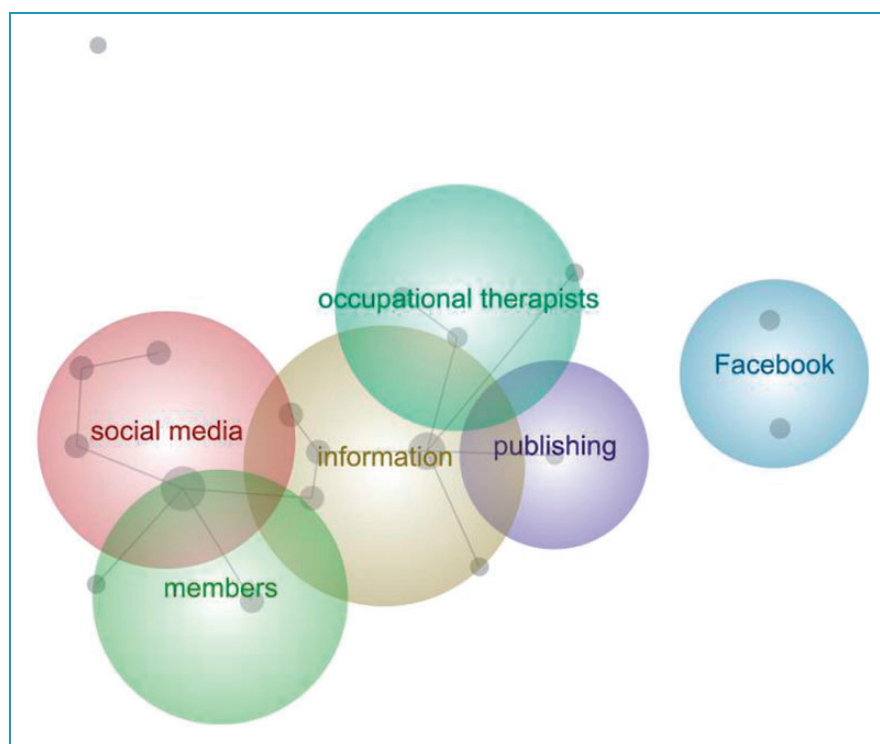 occupational therapists
Facebook
social media
information
publishing
members